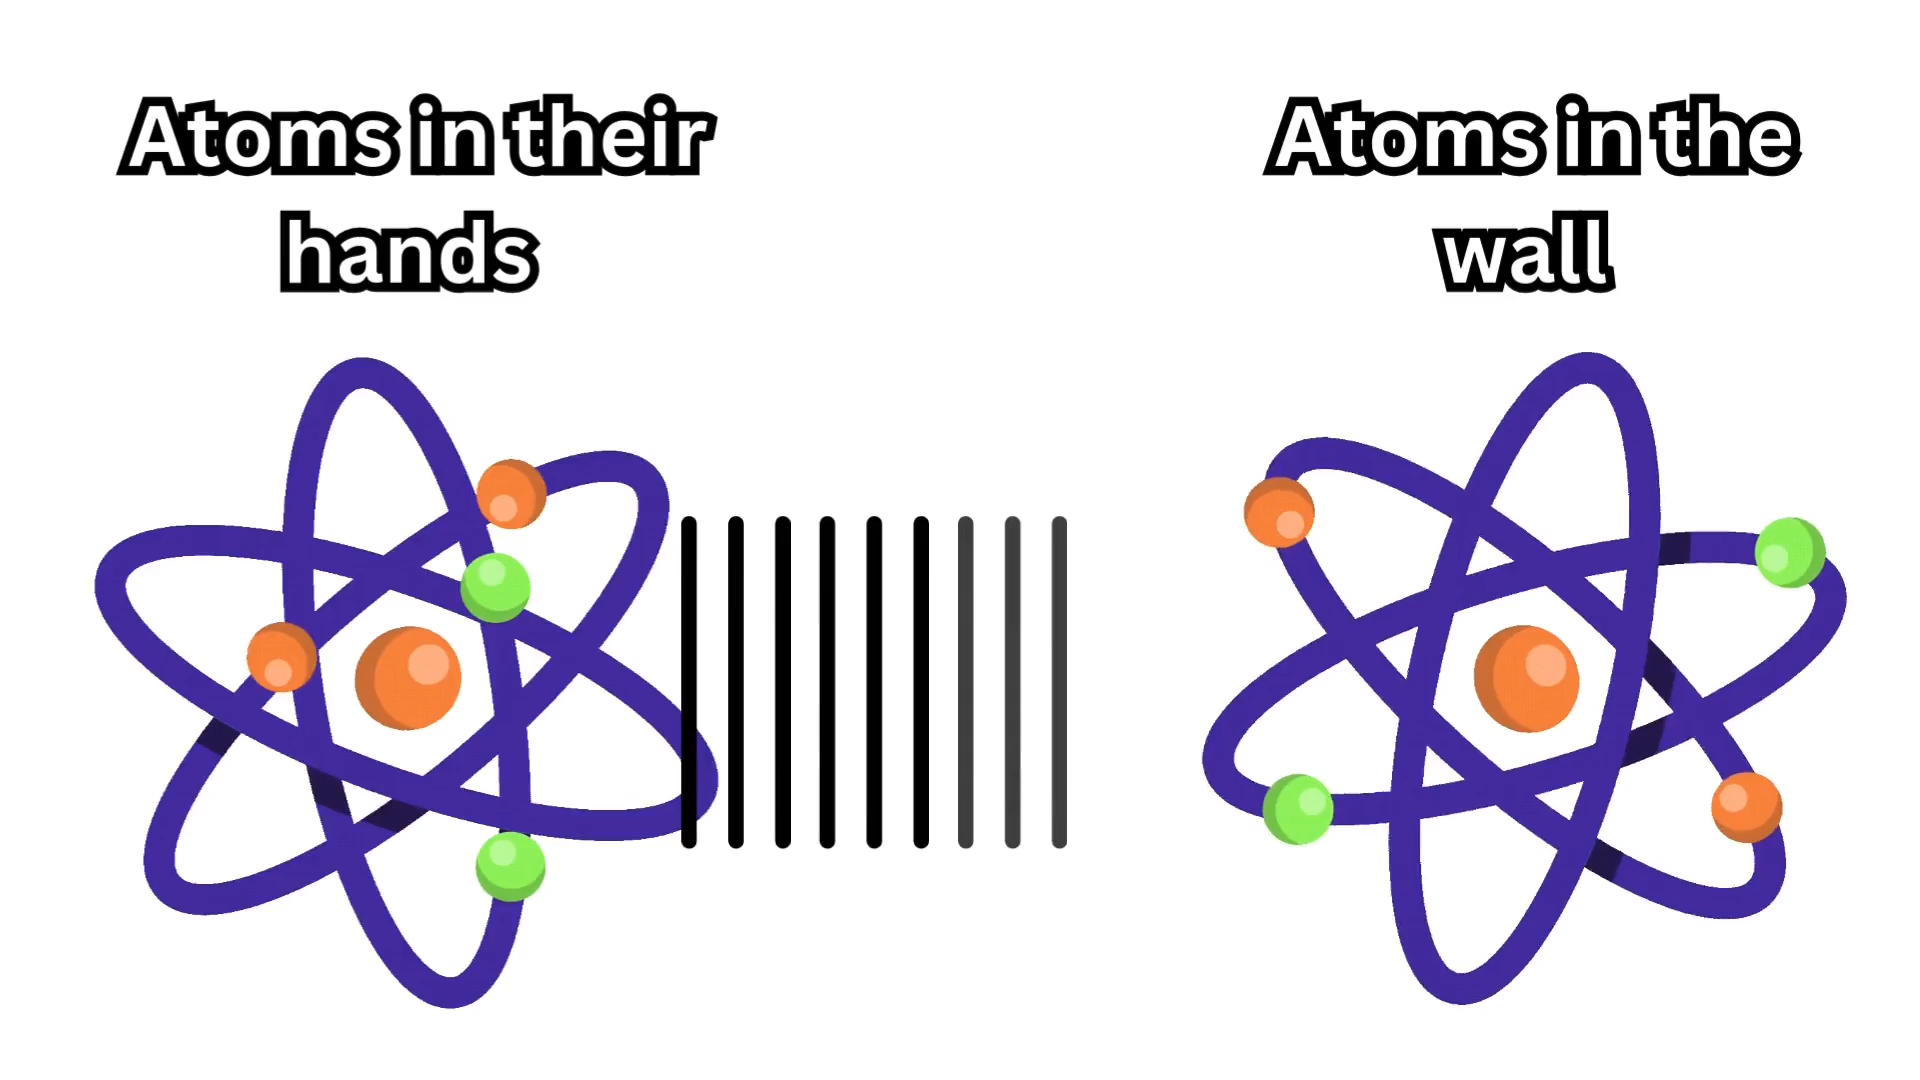 Atoms in their
hands
Atoms in the
wall